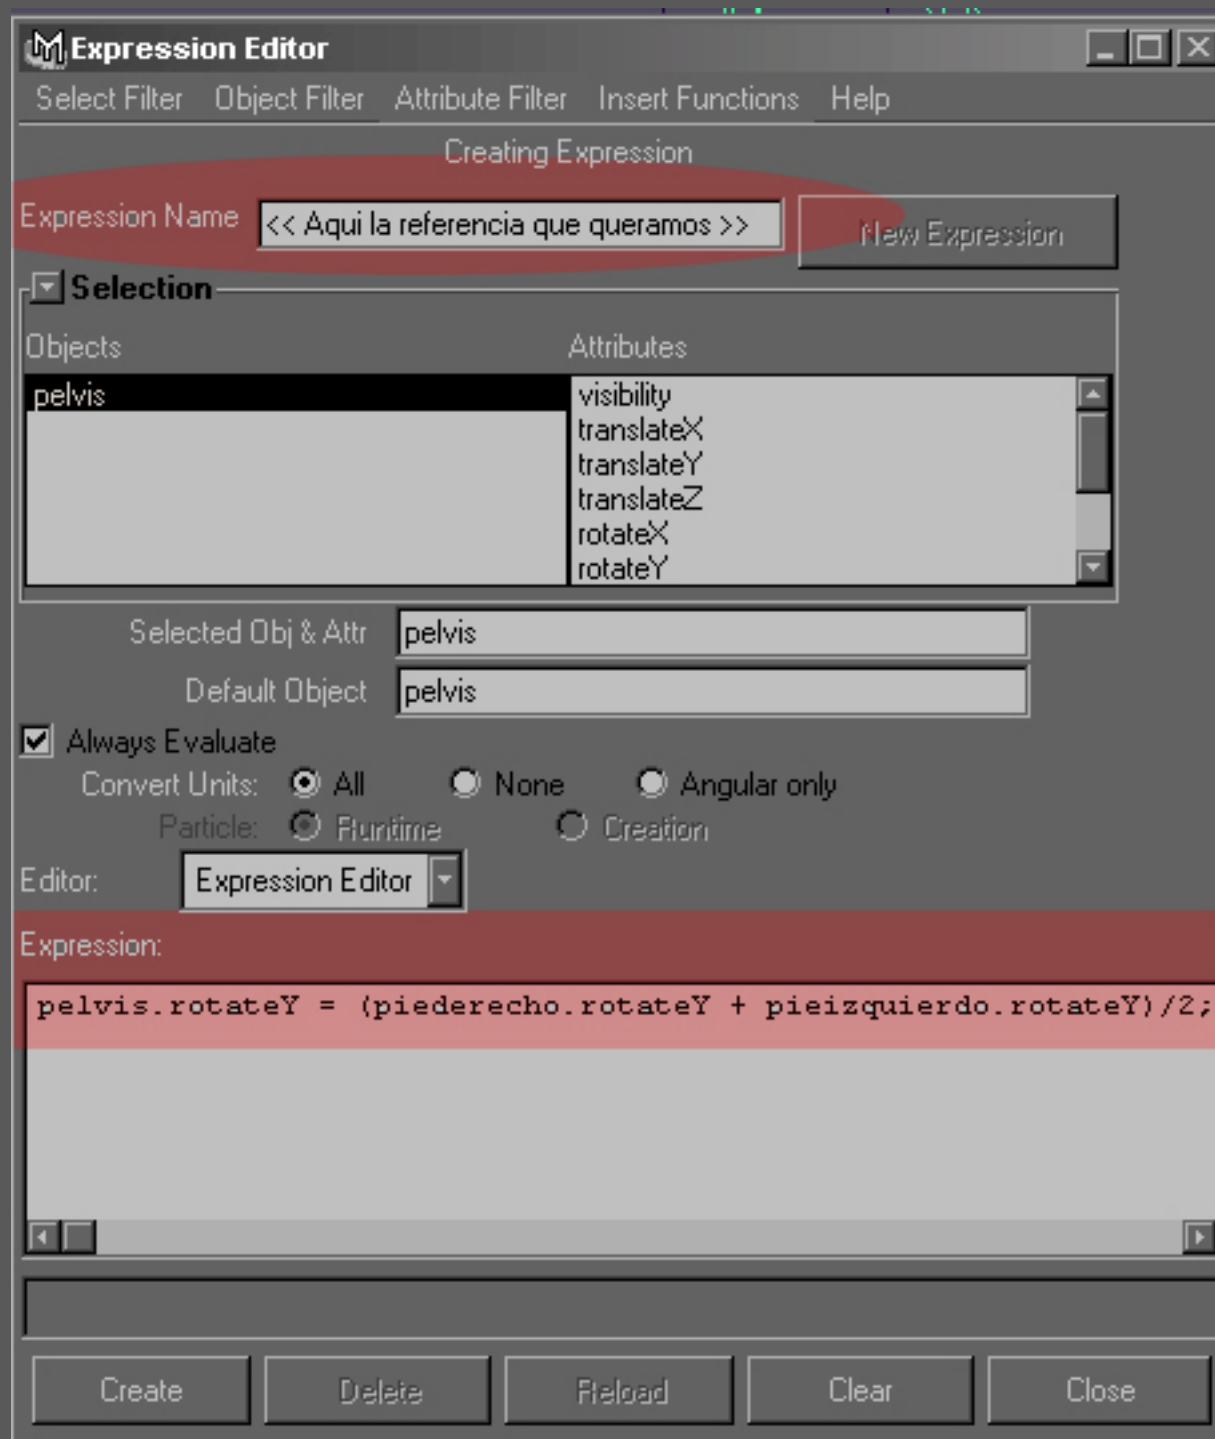 Expression Editor
Select Filter Object Filter Attribute Filter Insert Functions Help
Creating Expression
Expression Name << Aqui la referencia que queramos >> New Expression
Selection
Objects Attributes
pelvis visibility
translateX
translateY
translateZ
rotateX
rotateY
Selected Obj & Attr pelvis
Default Object pelvis
Always Evaluate
Convert Units: All None Angular only
Particle: Runtime Creation
Editor: Expression Editor
Expression:
pelvis.rotateY = (piederecho.rotateY + pieizquierdo.rotateY)/2;
Create Delete Reload Clear Close